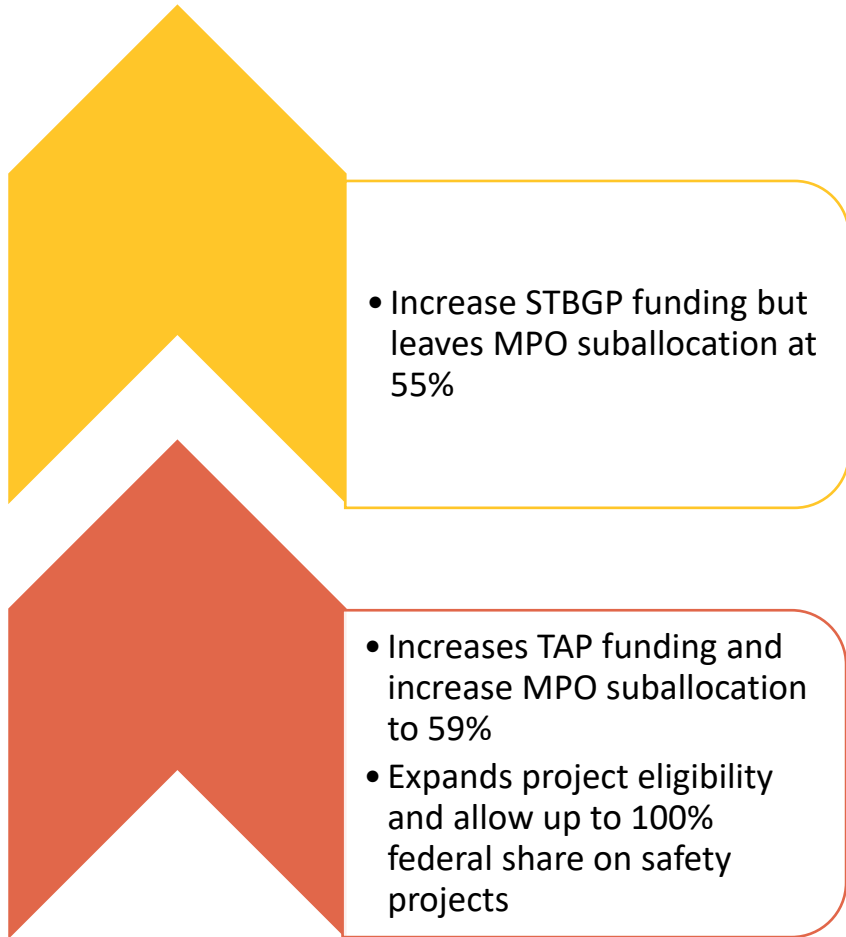 • Increase STBGP funding but
leaves MPO suballocation at
55%
• Increases TAP funding and
increase MPO suballocation
to 59%
• Expands project eligibility
and allow up to 100%
federal share on safety
projects